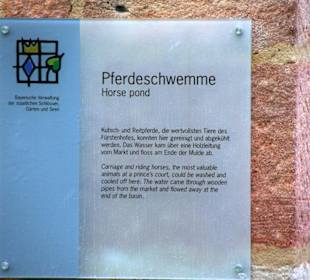 Pferdeschwemme
Horse pond
Bayerische Verwaltung
der staatlichen Schlösser,
Gärten und Seen
Kutsch- und Reitpferde, die wertvollsten Tiere des
Fürstenhofes, konnten hier gereinigt und abgekühlt
werden. Das Wasser kam über eine Holzleitung
vom Markt und floss am Ende der Mulde ab.
Carriage and riding horses, the most valuable
animals at a prince's court, could be washed and
cooled off here. The water came through wooden
pipes from the market and flowed away at the
end of the basin.